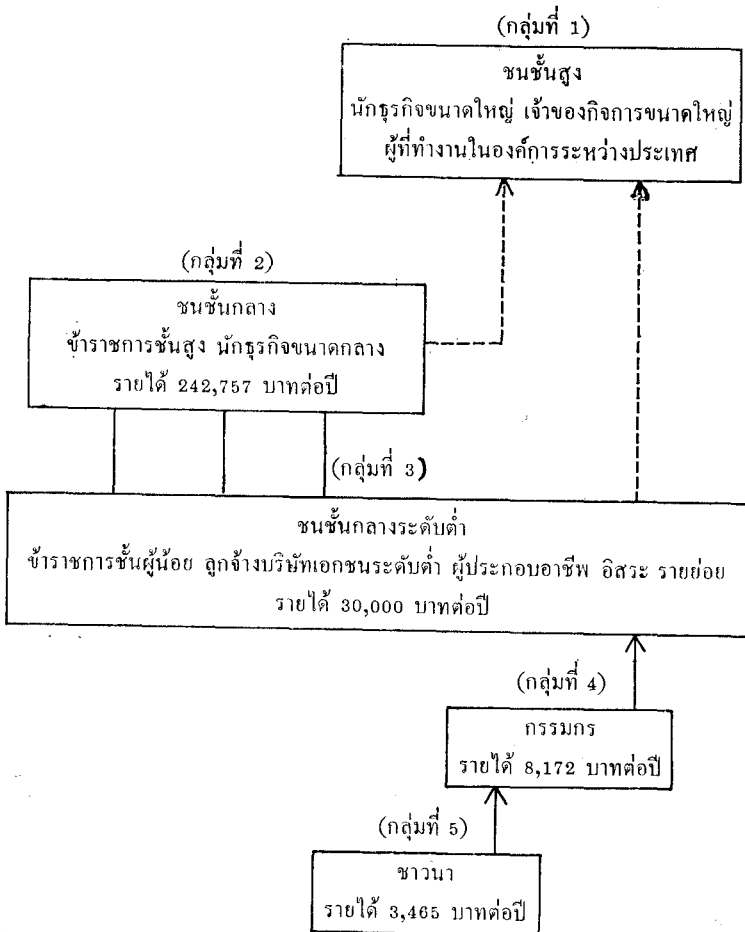 (กลุ่มที่ 1)
ชนชั้นสูง
นักธุรกิจขนาดใหญ่ เจ้าของกิจการขนาดใหญ่
ผู้ที่ทำงานในองค์การระหว่างประเทศ
(กลุ่มที่ 2)
ชนชั้นกลาง
ข้าราชการชั้นสูง นักธุรกิจขนาดกลาง
รายได้ 242,757 บาทต่อปี
(กลุ่มที่ 3)
ชนชั้นกลางระดับต่ำ
ข้าราชการชั้นผู้น้อย ลูกจ้างบริษัทเอกชนระดับต่ำ ผู้ประกอบอาชีพ อิสระ รายย่อย
รายได้ 30,000 บาทต่อปี
(กลุ่มที่ 4)
กรรมกร
รายได้ 8,172 บาทต่อปี
(กลุ่มที่ 5)
ชาวนา
รายได้ 3,465 บาทต่อปี